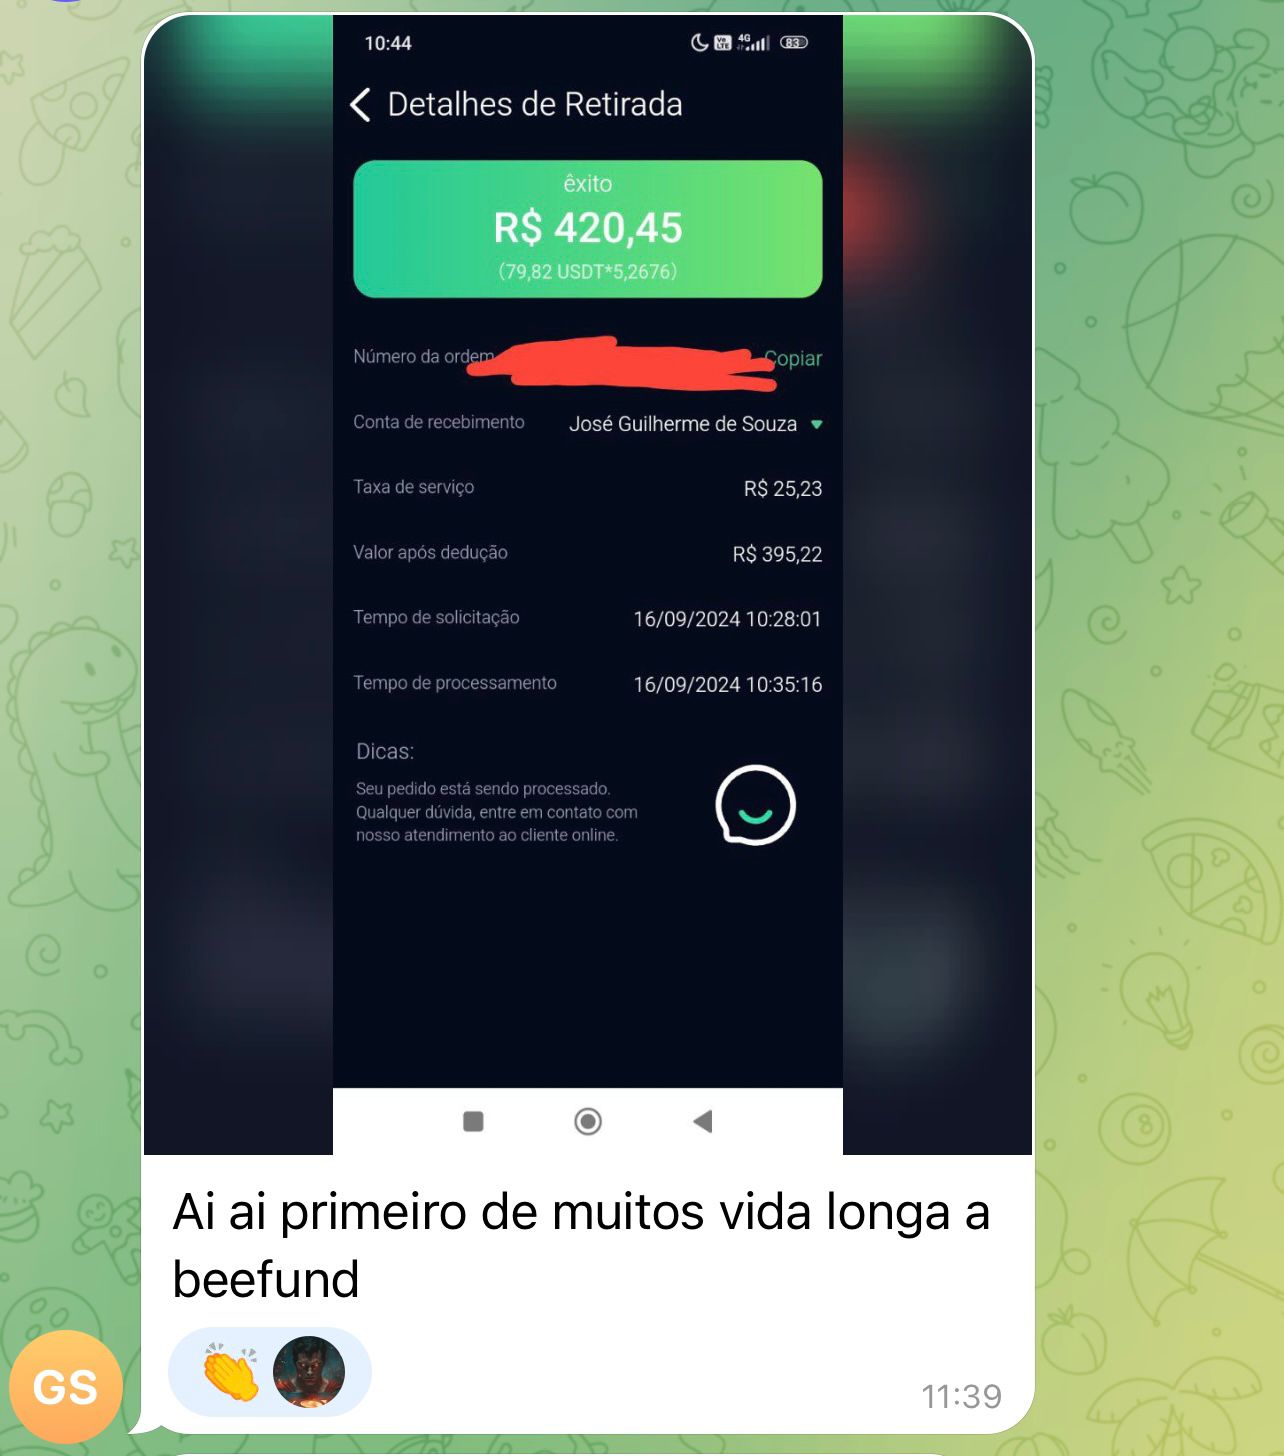 10:44
Vo LTE 4G 83
Detalhes de Retirada
êxito
R$ 420,45
(79,82 USDT*5,2676)
Número da ordem Copiar
Conta de recebimento José Guilherme de Souza
Taxa de serviço R$ 25,23
Valor após dedução R$ 395,22
Tempo de solicitação 16/09/2024 10:28:01
Tempo de processamento 16/09/2024 10:35:16
Dicas:
Seu pedido está sendo processado.
Qualquer dúvida, entre em contato com
nosso atendimento ao cliente online.
Ai ai primeiro de muitos vida longa a
beefund
GS
11:39